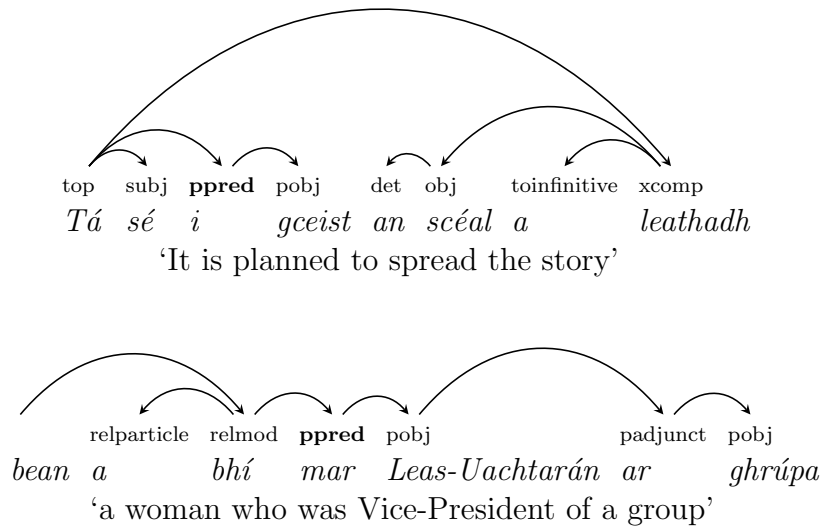 top subj ppred pobj det obj toinfinitive xcomp
Tá sé i gceist an scéal a leathadh
‘It is planned to spread the story’
relparticle relmod ppred pobj padjunct pobj
bean a bhí mar Leas-Uachtarán ar ghrúpa
‘a woman who was Vice-President of a group’